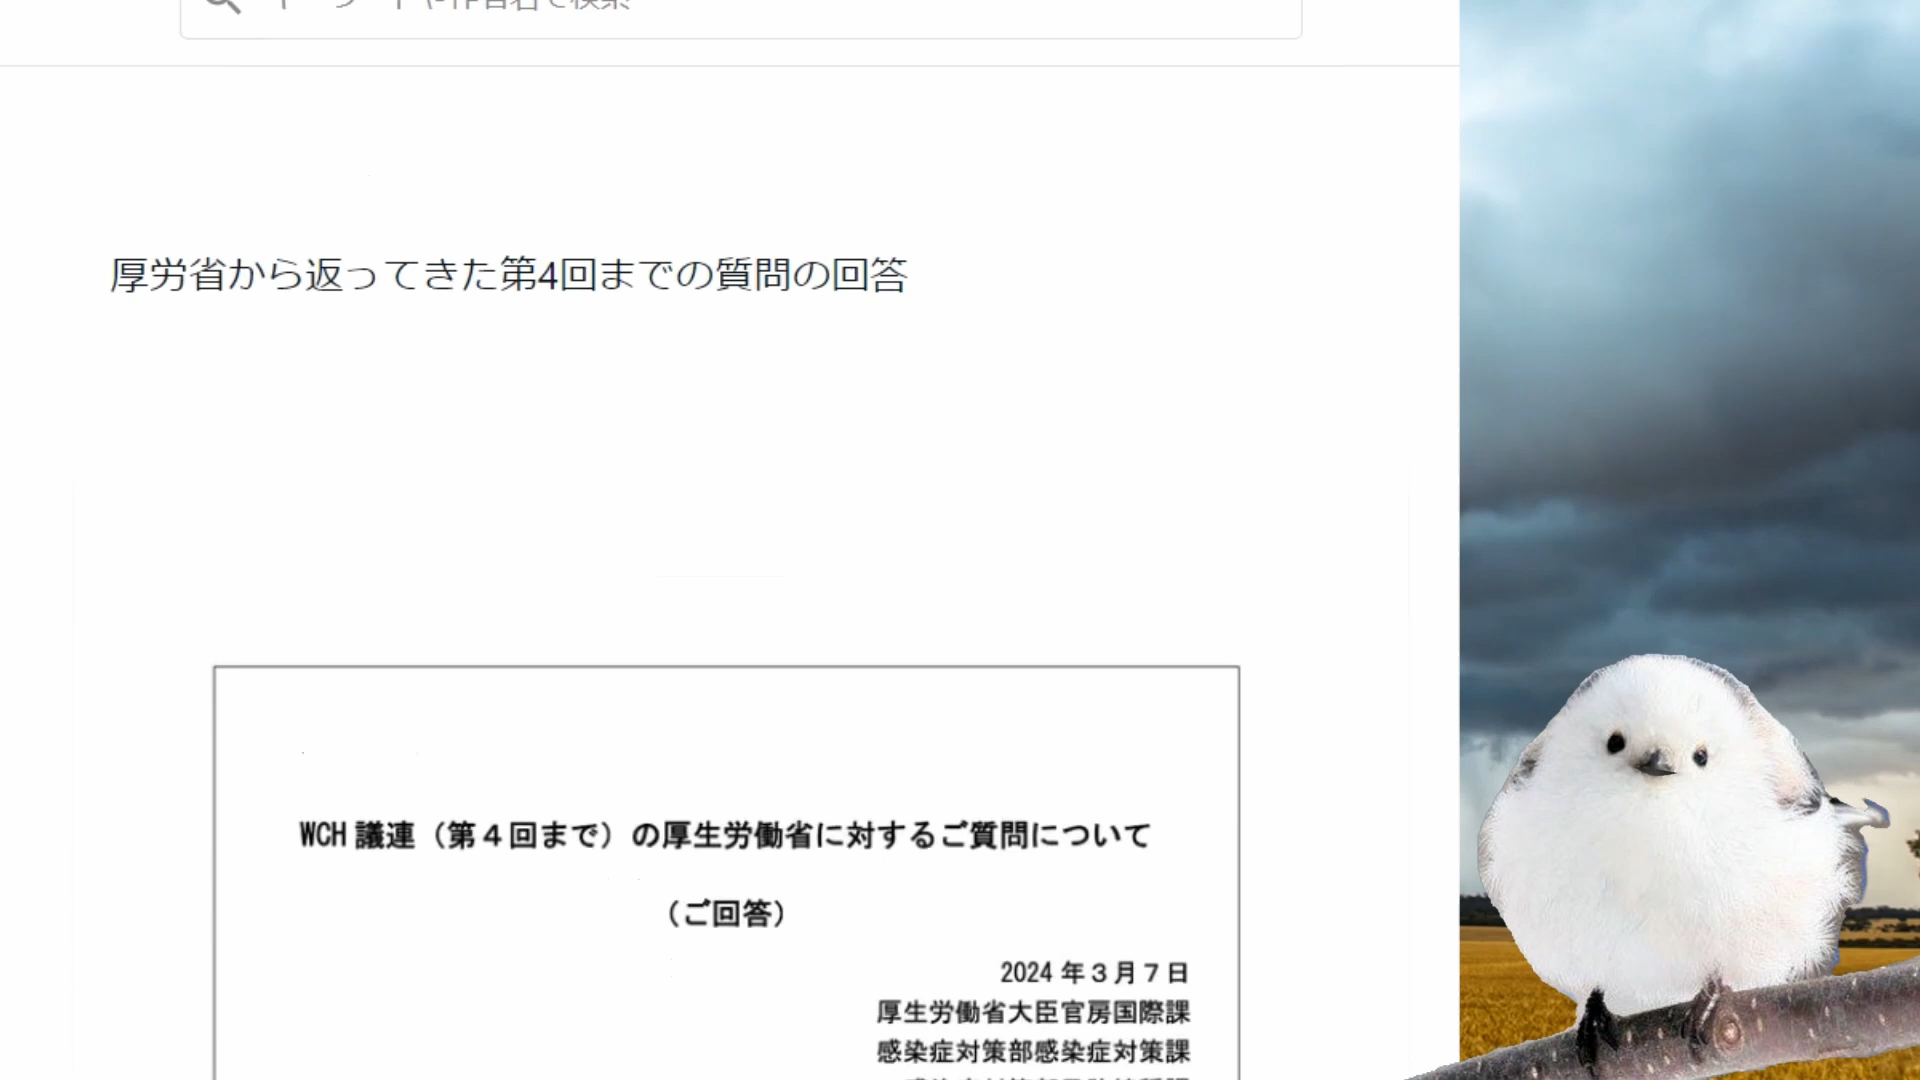 厚労省から返ってきた第4回までの質問の回答
WCH 議連（第４回まで）の厚生労働省に対するご質問について
（ご回答）
2024 年３月７日
厚生労働省大臣官房国際課
感染症対策部感染症対策課